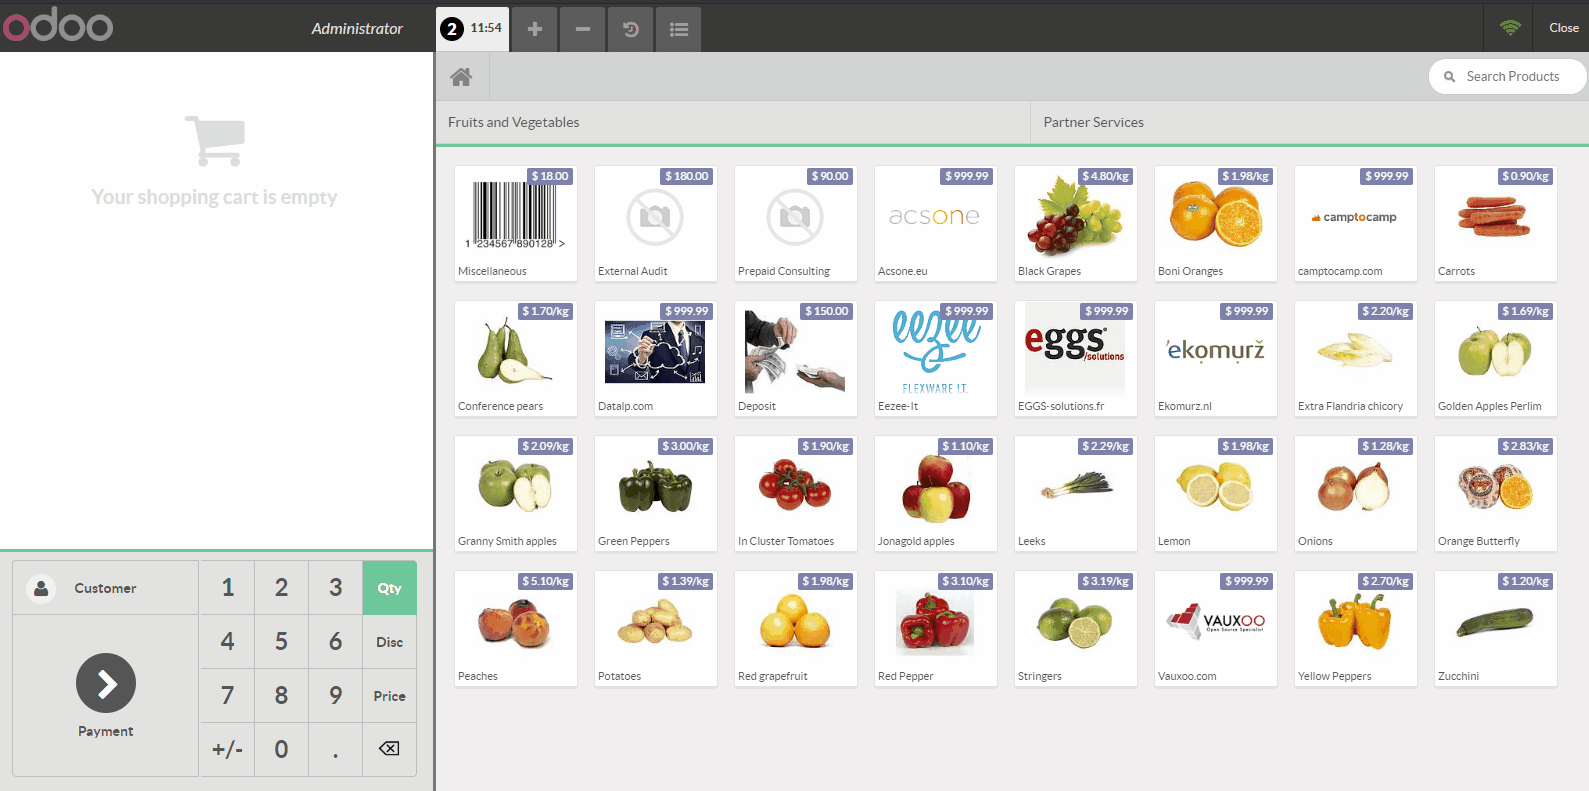 odoo
Administrator
2 11:54
Close
Search Products
Your shopping cart is empty
Fruits and Vegetables
Partner Services
$ 18.00
1 234567 890128 >
Miscellaneous
$ 180.00
External Audit
$ 90.00
Prepaid Consulting
$ 999.99
acsone
Acsone.eu
$ 4.80/kg
Black Grapes
$ 1.98/kg
Boni Oranges
$ 999.99
camptocamp
camptocamp.com
$ 0.90/kg
Carrots
$ 1.70/kg
Conference pears
$ 999.99
Datalp.com
$ 150.00
Deposit
$ 999.99
eezee
FLEXWARE I.T.
Eezee-It
$ 999.99
eggs
/solutions
EGGS-solutions.fr
$ 999.99
'ekomurž
Ekomurz.nl
$ 2.20/kg
Extra Flandria chicory
$ 1.69/kg
Golden Apples Perlim
$ 2.09/kg
Granny Smith apples
$ 3.00/kg
Green Peppers
$ 1.90/kg
In Cluster Tomatoes
$ 1.10/kg
Jonagold apples
$ 2.29/kg
Leeks
$ 1.98/kg
Lemon
$ 1.28/kg
Onions
$ 2.83/kg
Orange Butterfly
$ 5.10/kg
Peaches
$ 1.39/kg
Potatoes
$ 1.98/kg
Red grapefruit
$ 3.10/kg
Red Pepper
$ 3.19/kg
Stringers
$ 999.99
VAUXOO
Open Source Specialist
Vauxoo.com
$ 2.70/kg
Yellow Peppers
$ 1.20/kg
Zucchini
Customer
1 2 3 Qty
4 5 6 Disc
7 8 9 Price
+/- 0 .
Payment